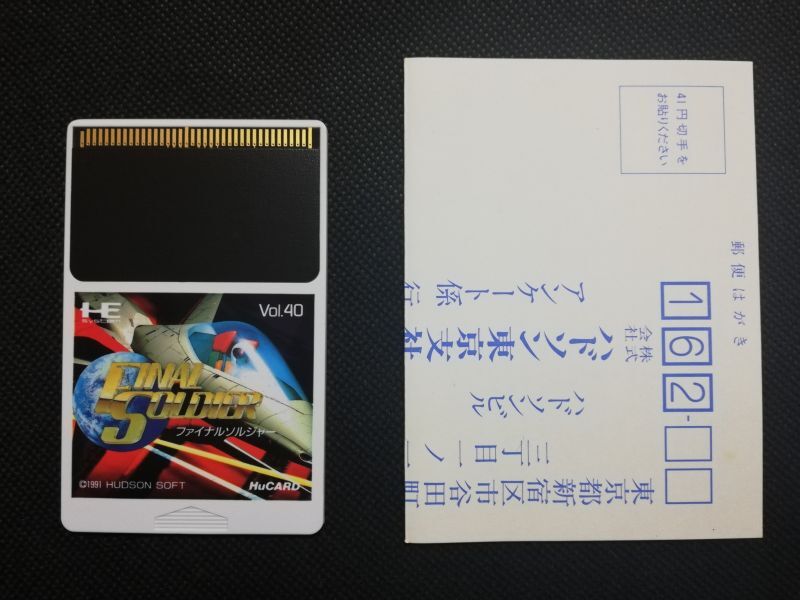 HE
system
Vol.40
FINAL
SOLDIER
ファイナルソルジャー
©1991 HUDSON SOFT
HuCARD
41円切手を
お貼りください
郵便はがき
162-
東京都新宿区市谷田町
三丁目一ノ一
ハドソンビル
株式会社 ハドソン東京支社
アンケート係 行